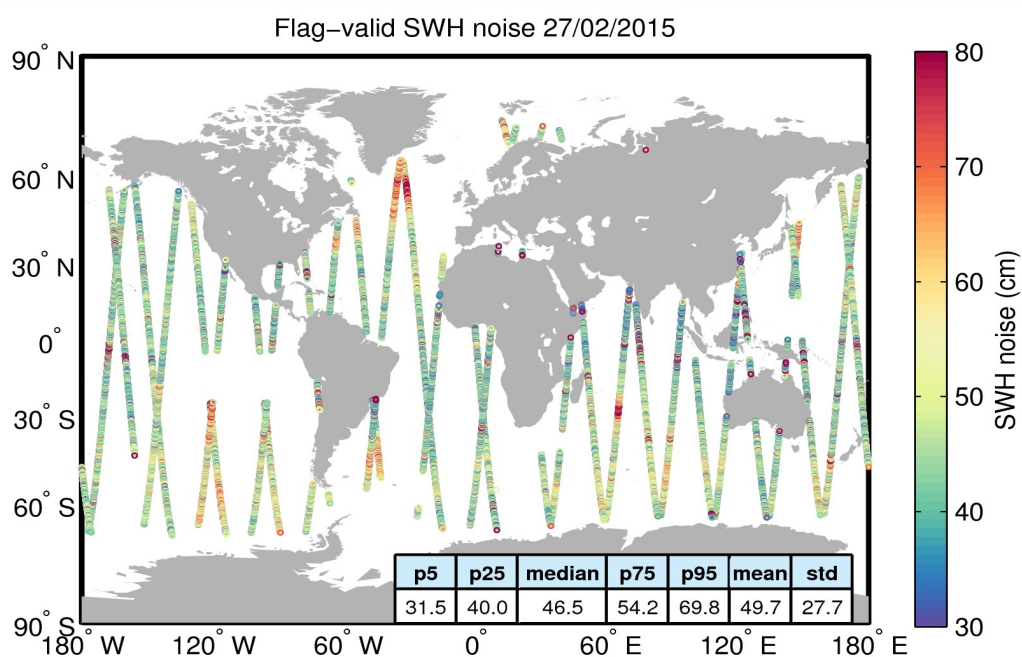 Flag−valid SWH noise 27/02/2015
90° N
60° N
30° N
0°
30° S
60° S
90° S
180° W
120° W
60° W
0°
60° E
120° E
180° E
80
70
60
50
40
30
SWH noise (cm)
p5 p25 median p75 p95 mean std
31.5 40.0 46.5 54.2 69.8 49.7 27.7